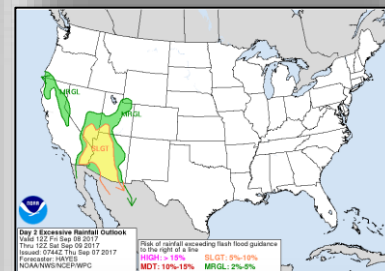 MRGL
MRGL
SLGT
noaa
Day 2 Excessive Rainfall Outlook
Valid 12Z Fri Sep 08 2017
Thru 12Z Sat Sep 09 2017
Issued: 0744Z Thu Sep 07 2017
Forecaster: HAYES
NOAA/NWS/NCEP/WPC
Risk of rainfall exceeding flash flood guidance
to the right of a line
HIGH: > 15% SLGT: 5%-10%
MDT: 10%-15% MRGL: 2%-5%